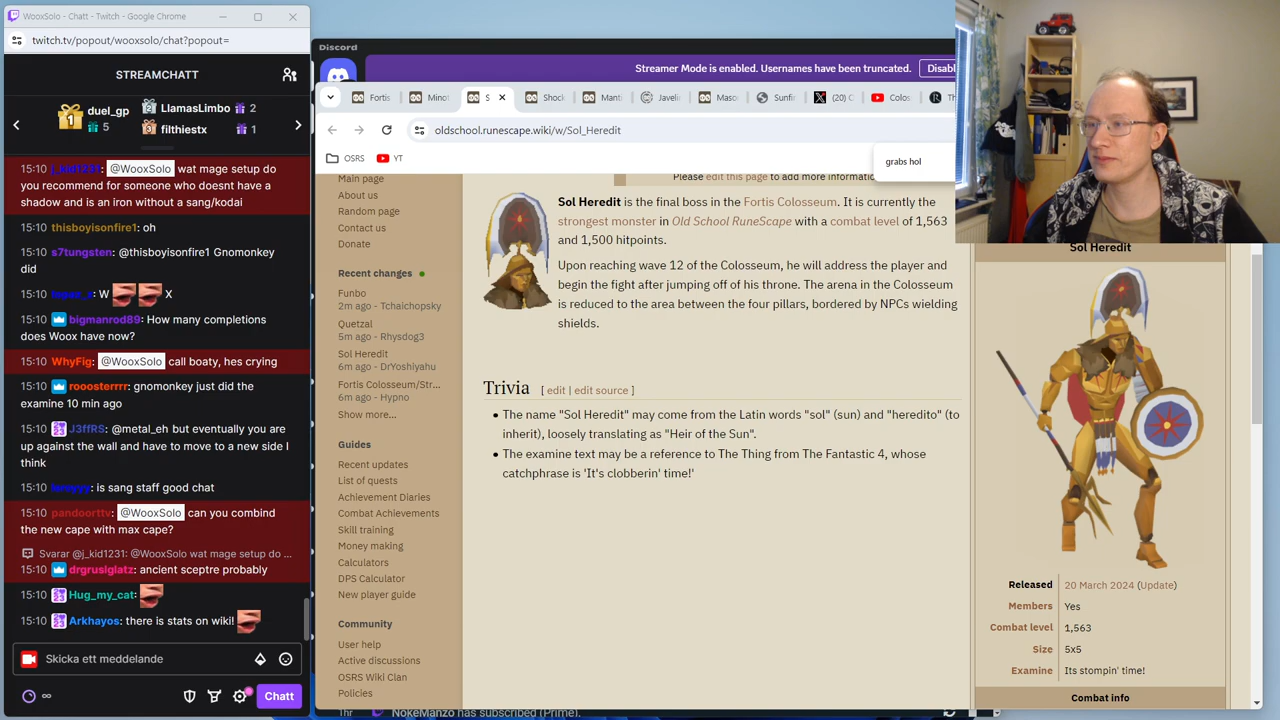 WooxSolo - Chatt - Twitch - Google Chrome
twitch.tv/popout/wooxsolo/chat?popout=
STREAMCHATT
duel_gp
5
LlamasLimbo 2
filthiestx 1
j_kid1231: @WooxSolo wat mage setup do
you recommend for someone who doesnt have a
shadow and is an iron without a sang/kodai
15:10 thisboyisonfire1: oh
15:10 s7tungsten: @thisboyisonfire1 Gnomonkey
did
15:10
W X
15:10 bigmanrod89: How many completions
does Woox have now?
15:10 WhyFig: @WooxSolo call boaty, hes crying
15:10 rooosterrrr: gnomonkey just did the
examine 10 min ago
15:10 J3ffRS: @metal_eh but eventually you are
up dosed and will need to move to a new side i
think
15:10
: is sang staff good chat
15:10 pandoorttv: @WooxSolo can you combind
the new cape with max cape?
Svarar @j_kid1231: @WooxSolo wat mage setup do ...
15:10 drgrusiglatz: ancient sceptre probably
15:10 Hug_my_cat:
15:10 Arkhayos: there is stats on wiki!
Skicka ett meddelande
∞
Chatt
Discord
Streamer Mode is enabled. Usernames have been truncated.
Disabl
Fortis
Mino
S
Shock
Mant
Javeli
Maso
Sunfir
(20) C
Colos
Th
oldschool.runescape.wiki/w/Sol_Heredit
grabs hol
OSRS
YT
Main page
About us
Random page
Contact us
Donate
Recent changes
Funbo
2m ago - Tchaichopsky
Quetzal
5m ago - Rhysdog3
Sol Heredit
6m ago - DrYoshiyahu
Fortis Colosseum/Str...
6m ago - Hypno
Show more...
Guides
Recent updates
List of quests
Achievement Diaries
Combat Achievements
Skill training
Money making
Calculators
DPS Calculator
New player guide
Community
User help
Active discussions
OSRS Wiki Clan
Policies
Please edit this page to add more informatio
Sol Heredit is the final boss in the Fortis Colosseum. It is currently the
strongest monster in Old School RuneScape with a combat level of 1,563
and 1,500 hitpoints.
Upon reaching wave 12 of the Colosseum, he will address the player and
begin the fight after jumping off of his throne. The arena in the Colosseum
is reduced to the area between the four pillars, bordered by NPCs wielding
shields.
Trivia [ edit | edit source ]
The name "Sol Heredit" may come from the Latin words "sol" (sun) and "heredito" (to
inherit), loosely translating as "Heir of the Sun".
The examine text may be a reference to The Thing from The Fantastic 4, whose
catchphrase is 'It's clobberin' time!'
Sol Heredit
Released 20 March 2024 (Update)
Members Yes
Combat level 1,563
Size 5x5
Examine Its stompin' time!
Combat info
1hr
NokeManzo has subscribed (Prime).